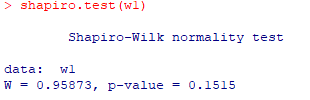 > shapiro.test(w1)
Shapiro-Wilk normality test
data:  w1
W = 0.95873, p-value = 0.1515